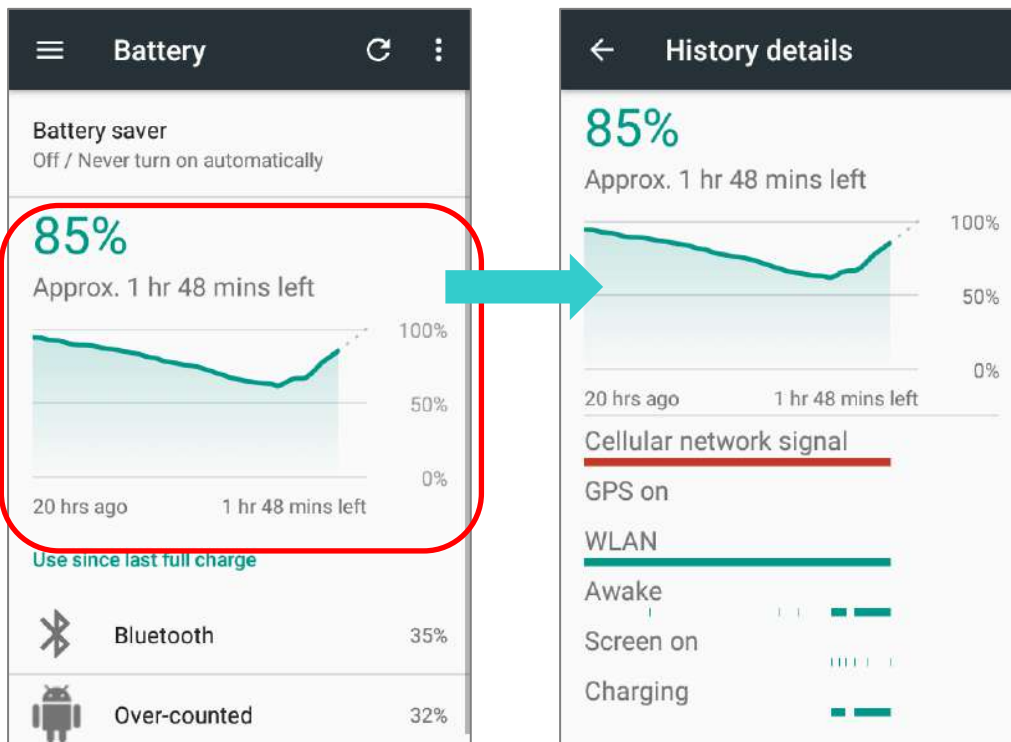 Battery
Battery saver
Off / Never turn on automatically
85%
Approx. 1 hr 48 mins left
100%
50%
0%
20 hrs ago 1 hr 48 mins left
Use since last full charge
Bluetooth 35%
Over-counted 32%
History details
85%
Approx. 1 hr 48 mins left
100%
50%
0%
20 hrs ago 1 hr 48 mins left
Cellular network signal
GPS on
WLAN
Awake
Screen on
Charging